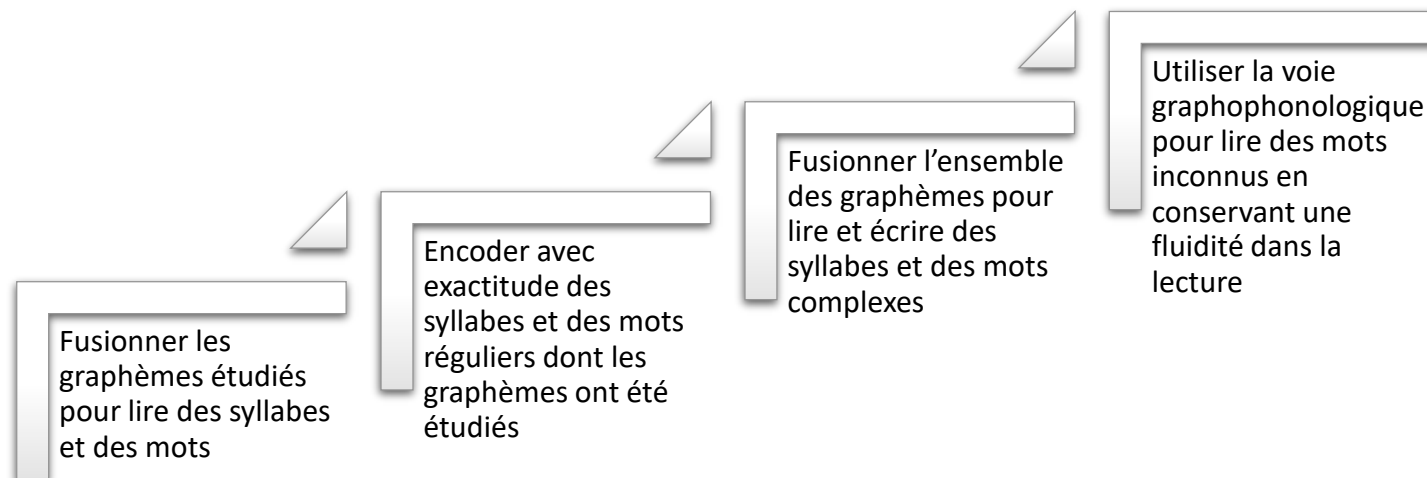 Fusionner les
graphèmes étudiés
pour lire des syllabes
et des mots
Encoder avec
exactitude des
syllabes et des mots
réguliers dont les
graphèmes ont été
étudiés
Fusionner l’ensemble
des graphèmes pour
lire et écrire des
syllabes et des mots
complexes
Utiliser la voie
graphophonologique
pour lire des mots
inconnus en
conservant une
fluidité dans la
lecture